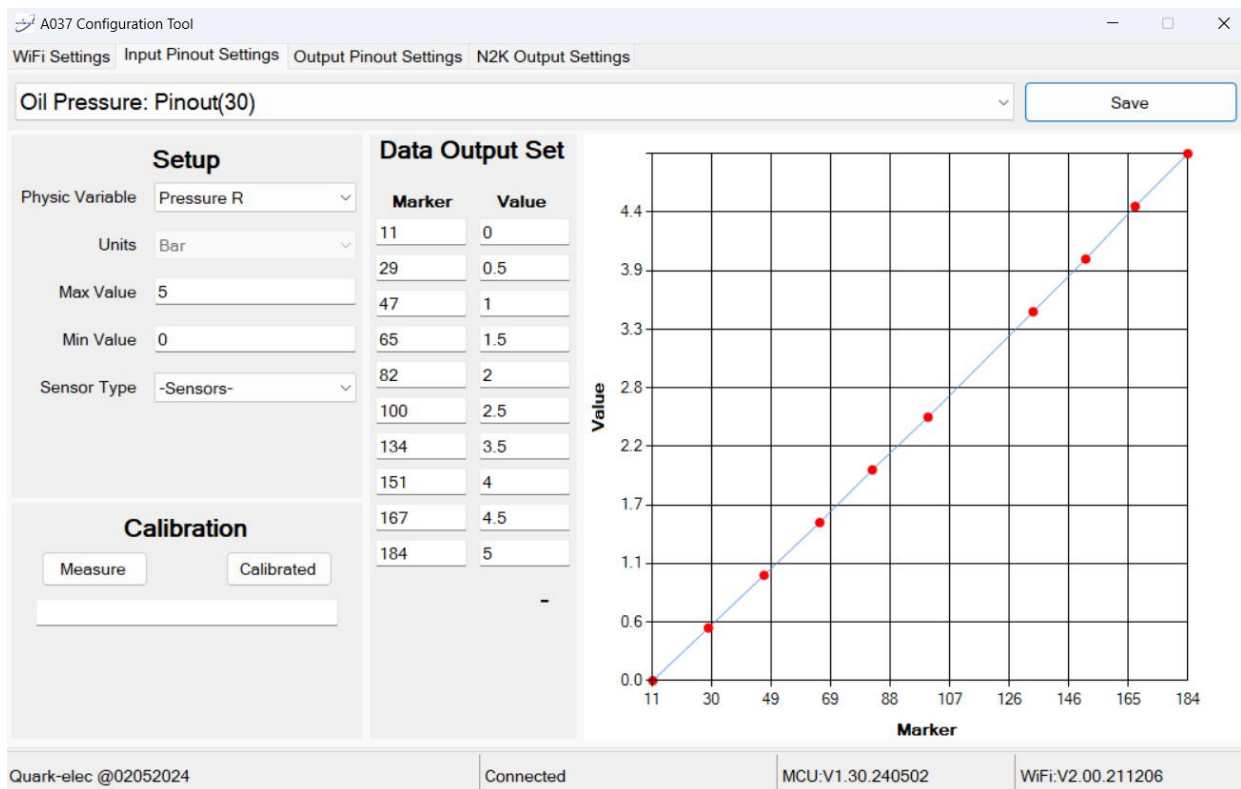 A037 Configuration Tool
WiFi Settings Input Pinout Settings Output Pinout Settings N2K Output Settings
Oil Pressure: Pinout(30) Save
Setup
Physic Variable Pressure R
Units Bar
Max Value 5
Min Value 0
Sensor Type -Sensors-
Calibration
Measure Calibrated
Data Output Set
Marker Value
11 0
29 0.5
47 1
65 1.5
82 2
100 2.5
134 3.5
151 4
167 4.5
184 5
-
Value
4.4
3.9
3.3
2.8
2.2
1.7
1.1
0.6
0.0
11 30 49 69 88 107 126 146 165 184
Marker
Quark-elec @02052024 Connected MCU:V1.30.240502 WiFi:V2.00.211206